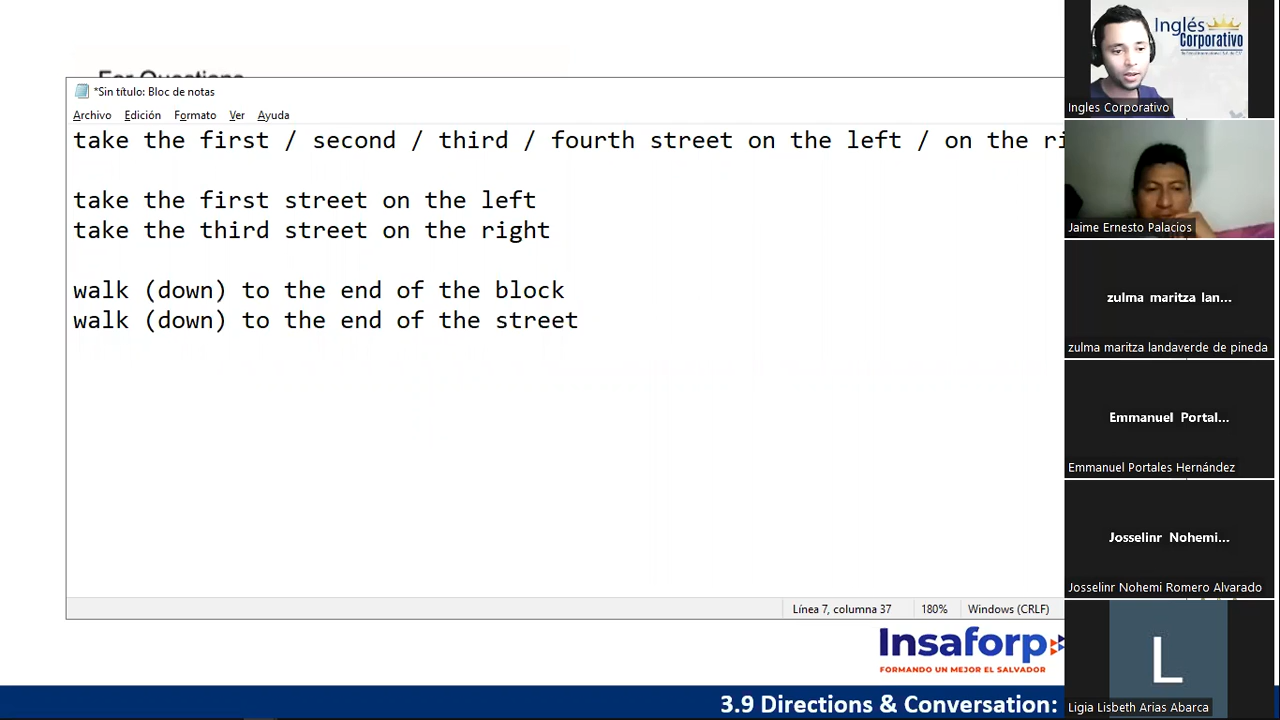 For Questions
*Sin título: Bloc de notas
Archivo Edición Formato Ver Ayuda
take the first / second / third / fourth street on the left / on the ri
take the first street on the left
take the third street on the right
walk (down) to the end of the block
walk (down) to the end of the street
Línea 7, columna 37 180% Windows (CRLF)
Insaforp
FORMANDO UN MEJOR EL SALVADOR
3.9 Directions & Conversation:
Inglés
Corporativo
Ingles Corporativo
Jaime Ernesto Palacios
zulma maritza lan...
zulma maritza landaverde de pineda
Emmanuel Portal...
Emmanuel Portales Hernández
Josselinr Nohemi...
Josselinr Nohemi Romero Alvarado
L
Ligia Lisbeth Arias Abarca